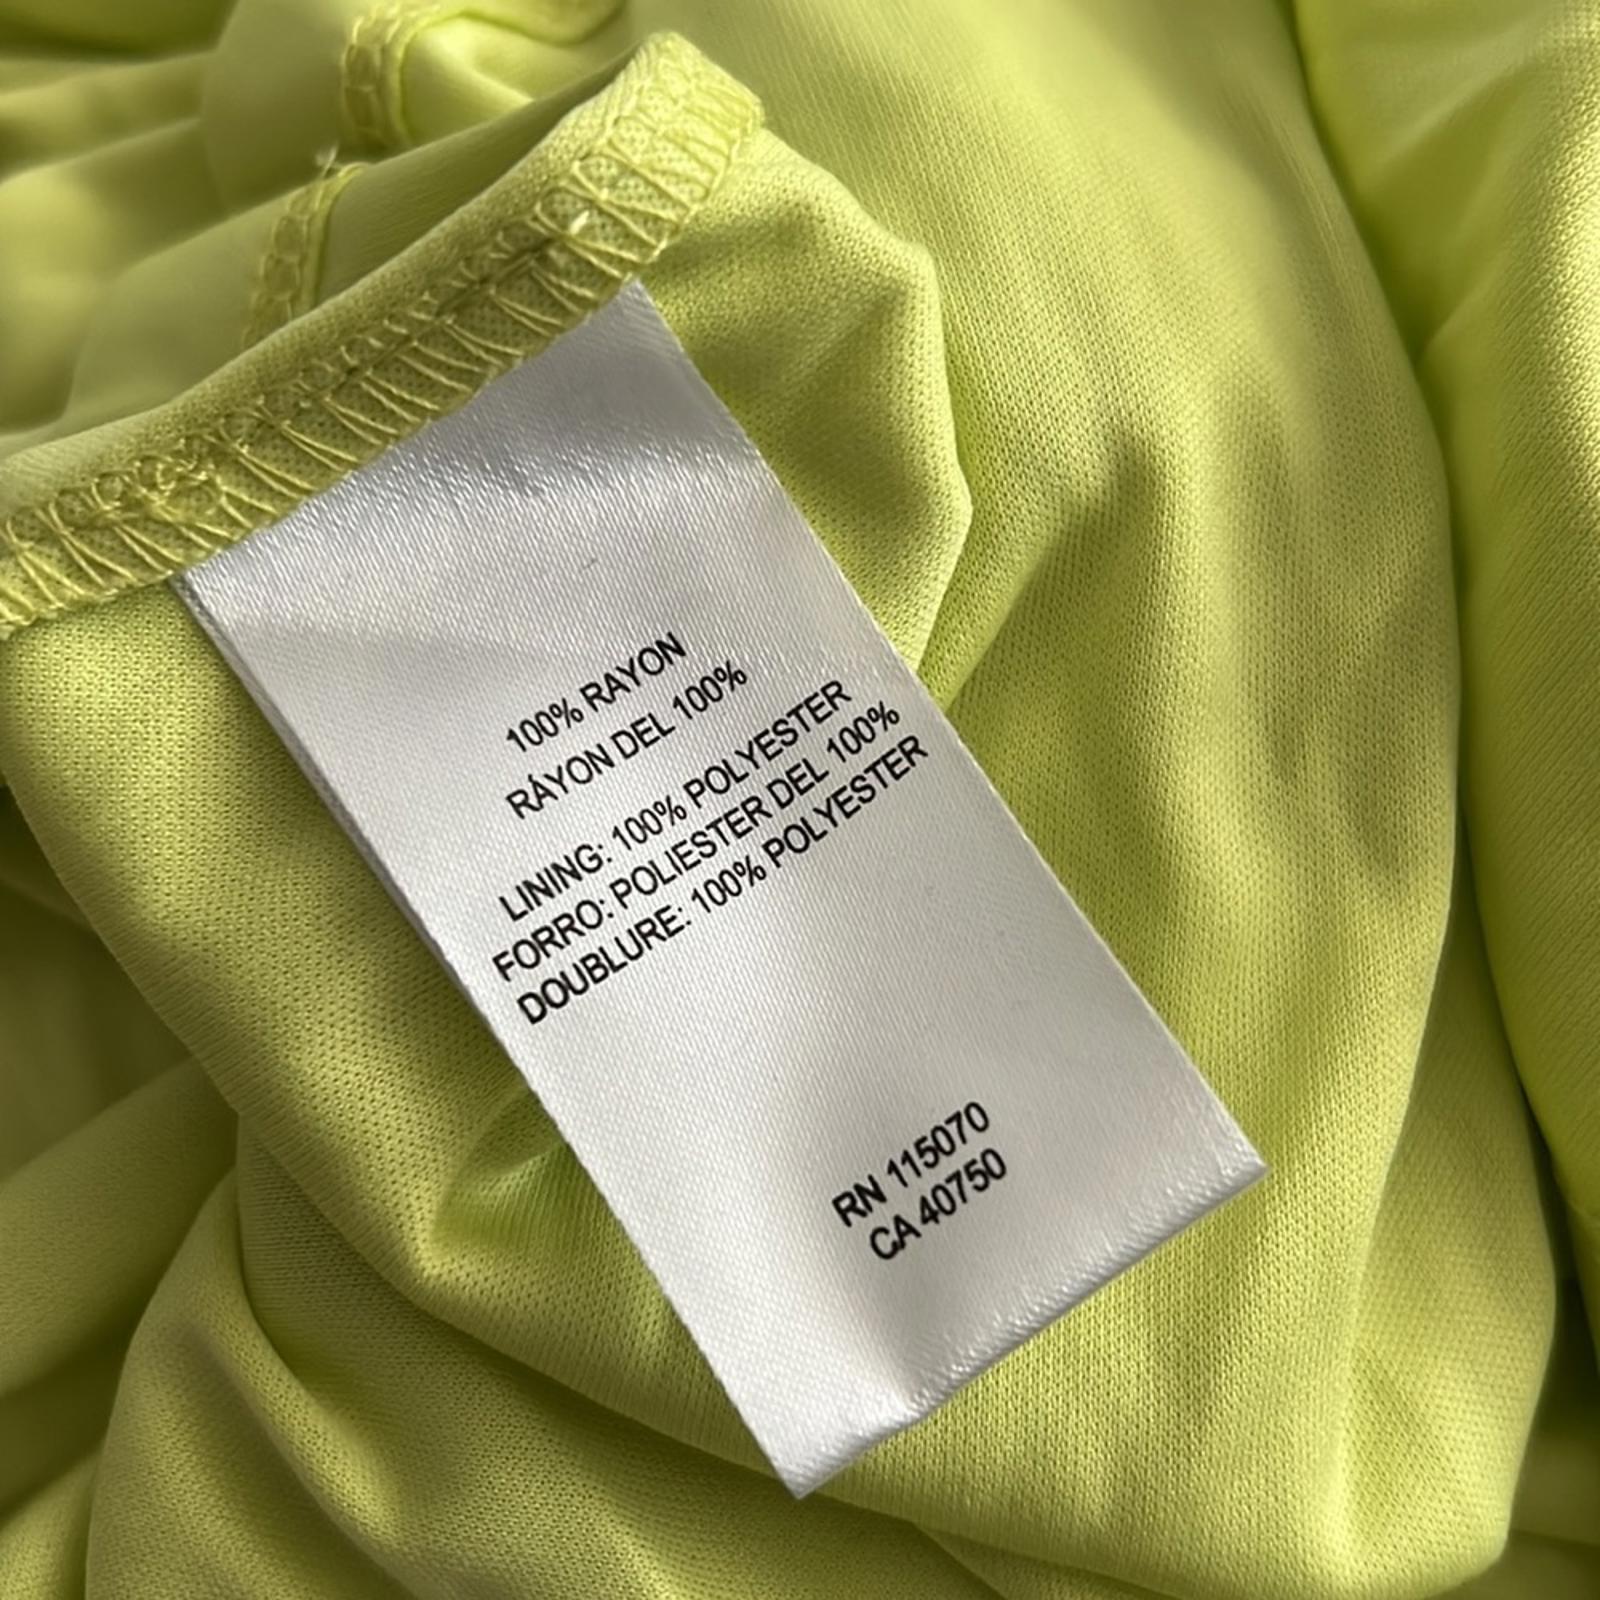 100% RAYON
RÁYON DEL 100%
LINING: 100% POLYESTER
FORRO: POLIESTER DEL 100%
DOUBLURE: 100% POLYESTER
RN 115070
CA 40750